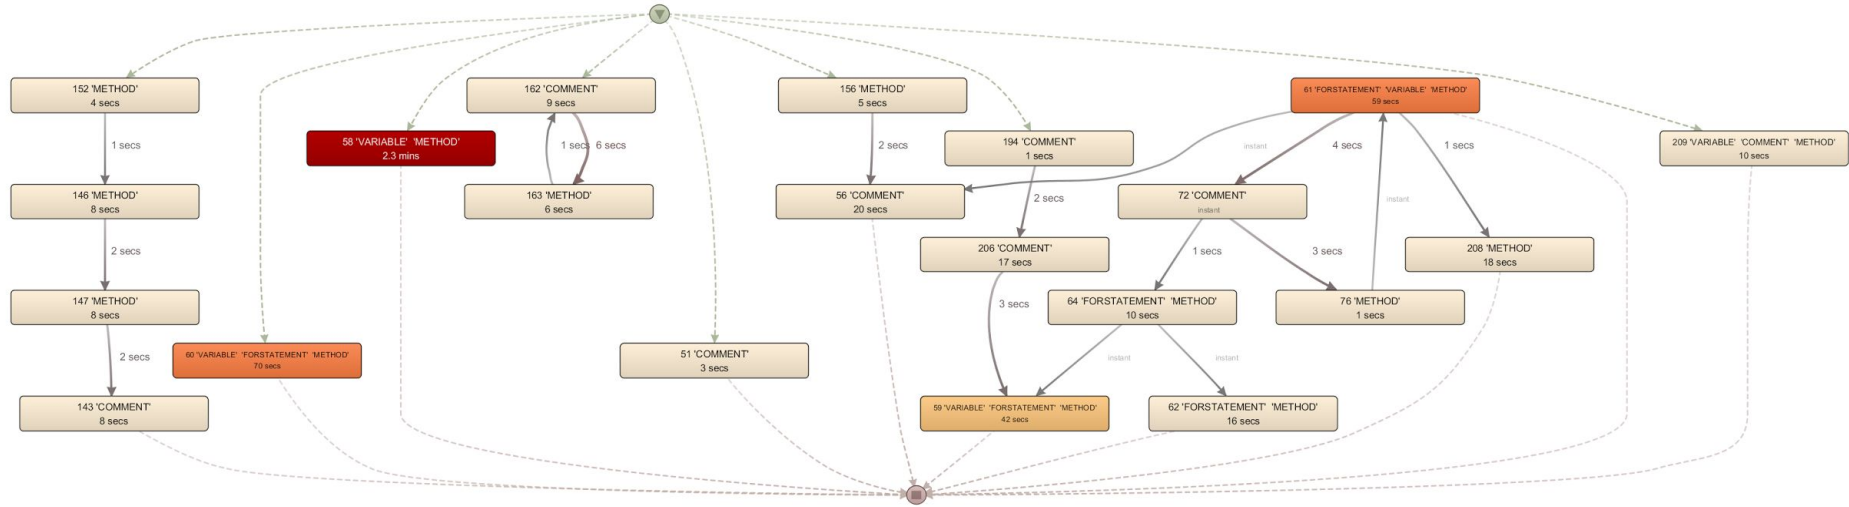 152 'METHOD'
4 secs
162 'COMMENT'
9 secs
156 'METHOD'
5 secs
61 'FORSTATEMENT'  'VARIABLE'  'METHOD'
59 secs
58 'VARIABLE'  'METHOD'
2.3 mins
194 'COMMENT'
1 secs
209 'VARIABLE'  'COMMENT'  'METHOD'
10 secs
1 secs
1 secs
6 secs
2 secs
instant
4 secs
1 secs
146 'METHOD'
8 secs
163 'METHOD'
6 secs
56 'COMMENT'
20 secs
2 secs
72 'COMMENT'
instant
instant
2 secs
206 'COMMENT'
17 secs
1 secs
3 secs
208 'METHOD'
18 secs
147 'METHOD'
8 secs
3 secs
64 'FORSTATEMENT'  'METHOD'
10 secs
76 'METHOD'
1 secs
2 secs
60 'VARIABLE'  'FORSTATEMENT'  'METHOD'
70 secs
51 'COMMENT'
3 secs
instant
instant
143 'COMMENT'
8 secs
59 'VARIABLE'  'FORSTATEMENT'  'METHOD'
42 secs
62 'FORSTATEMENT'  'METHOD'
16 secs